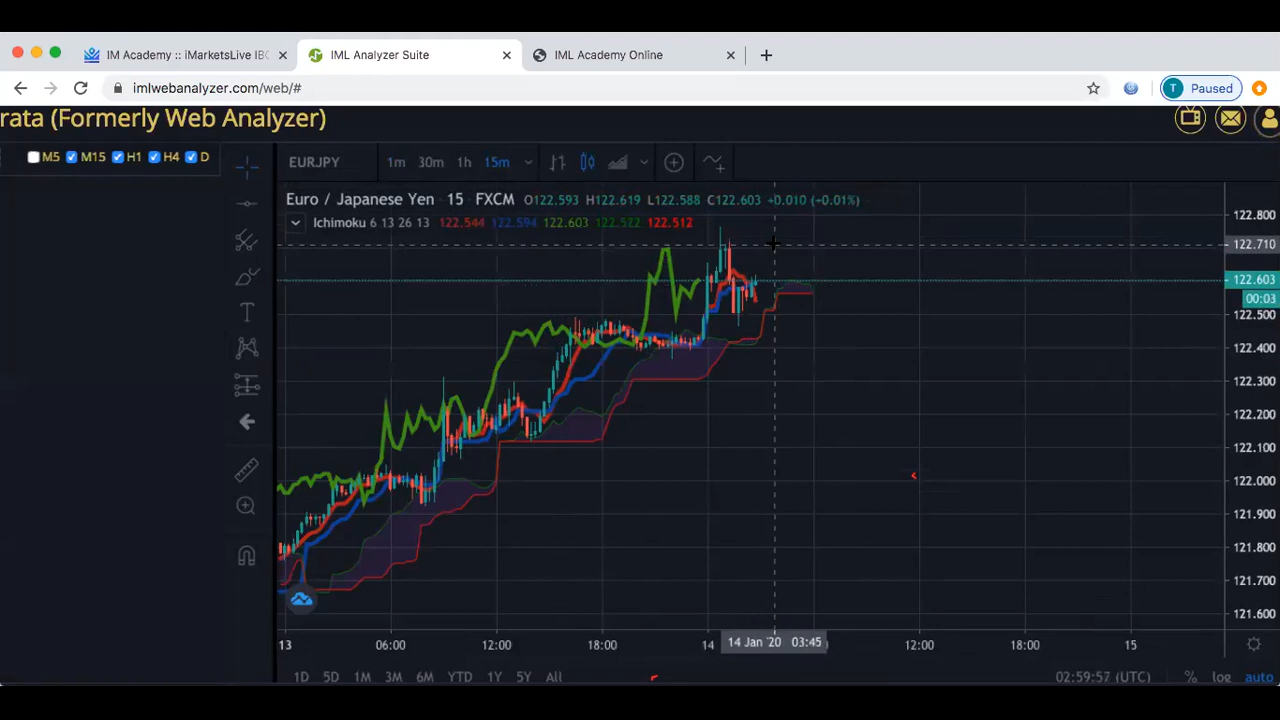 IM Academy :: iMarketsLive IBO
IML Analyzer Suite
IML Academy Online
imlwebanalyzer.com/web/#
T Paused
rata (Formerly Web Analyzer)
M5 M15 H1 H4 D
EURJPY 1m 30m 1h 15m
Euro / Japanese Yen · 15 · FXCM O122.593 H122.619 L122.588 C122.603 +0.010 (+0.01%)
Ichimoku 6 13 26 13 122.544 122.594 122.603 122.522 122.512
122.800
122.710
122.603
00:03
122.500
122.400
122.300
122.200
122.100
122.000
121.900
121.800
121.700
121.600
13 06:00 12:00 18:00 14 14 Jan '20 03:45 12:00 18:00 15
1D 5D 1M 3M 6M YTD 1Y 5Y All 02:59:57 (UTC) % log auto